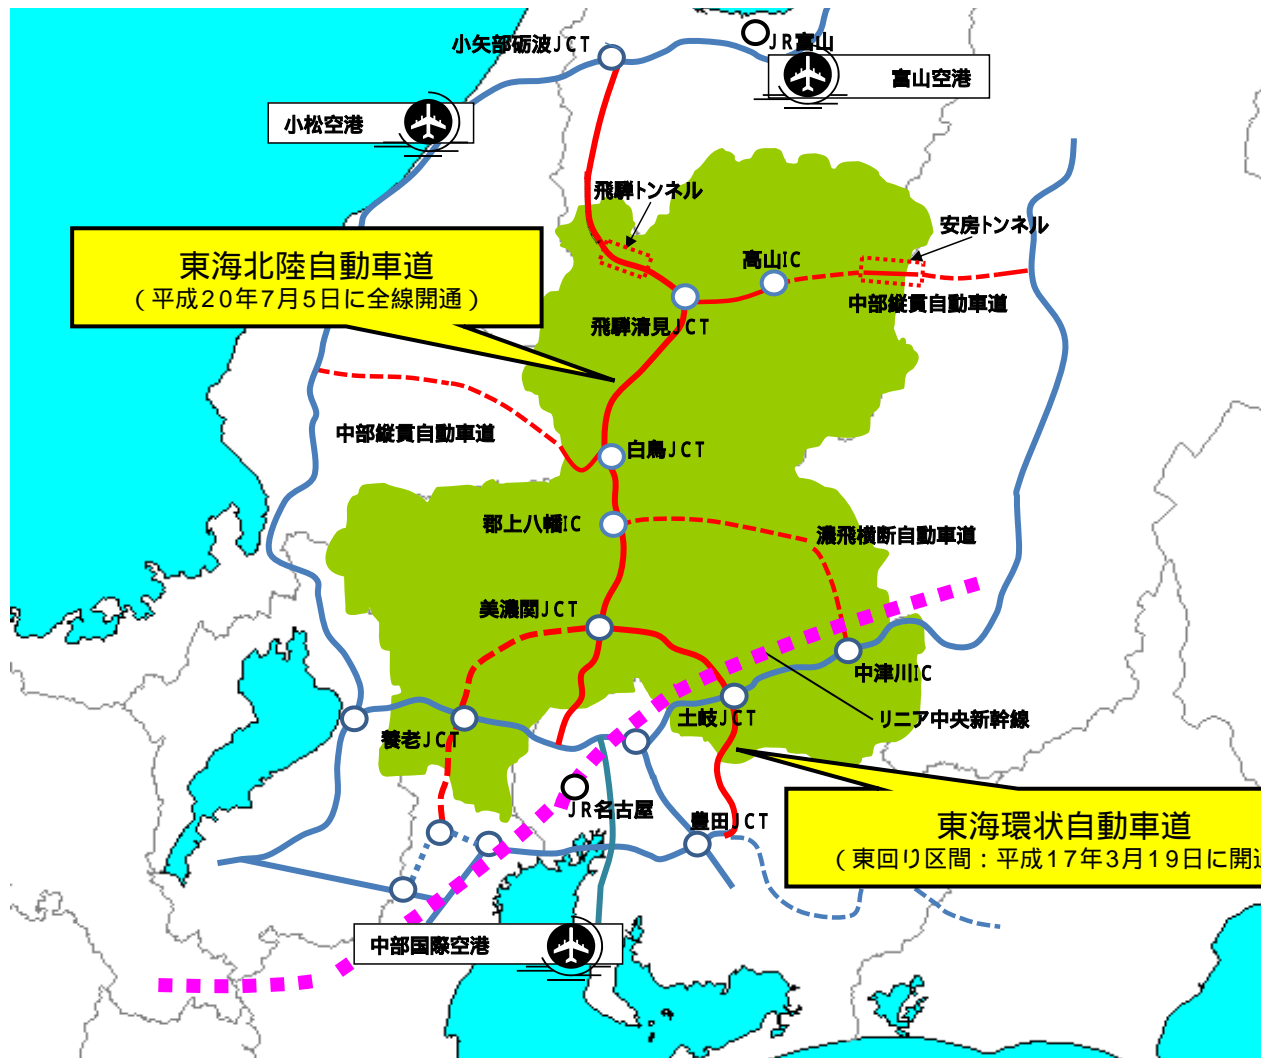 小矢部砺波JCT
JR富山
富山空港
小松空港
飛騨トンネル
安房トンネル
東海北陸自動車道
（平成20年7月5日に全線開通）
高山IC
中部縦貫自動車道
飛騨清見JCT
中部縦貫自動車道
白鳥JCT
郡上八幡IC
濃飛横断自動車道
美濃関JCT
中津川IC
土岐JCT
リニア中央新幹線
養老JCT
JR名古屋
豊田JCT
東海環状自動車道
（東回り区間：平成17年3月19日に開
中部国際空港